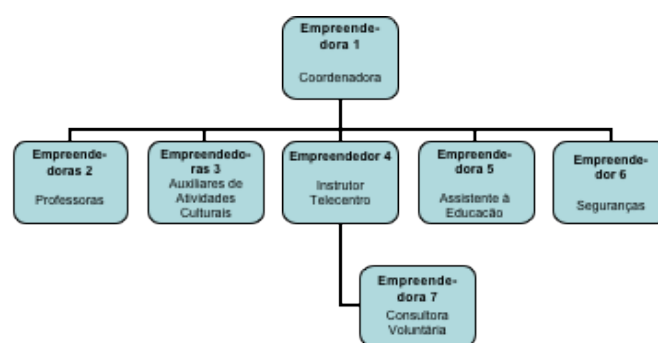 Empreende-
dora 1
Coordenadora
Empreende-
doras 2
Professoras
Empreendedo-
ras 3
Auxiliares de
Atividades
Culturais
Empreendedor 4
Instrutor
Telecentro
Empreende-
dora 5
Assistente à
Educação
Empreende-
dor 6
Seguranças
Empreende-
dora 7
Consultora
Voluntária